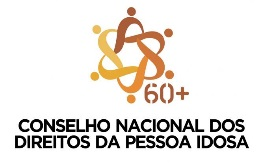 60+
CONSELHO NACIONAL DOS
DIREITOS DA PESSOA IDOSA